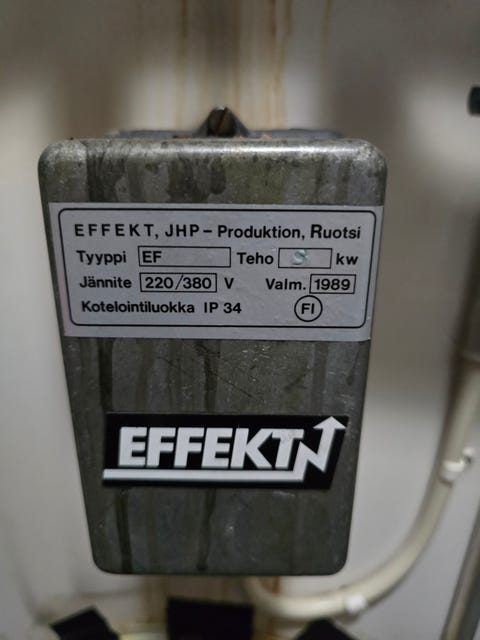 EFFEKT, JHP - Produktion, Ruotsi
Tyyppi EF Teho kw
Jännite 220/380 V Valm. 1989
Kotelointiluokka IP 34 FI
EFFEKT